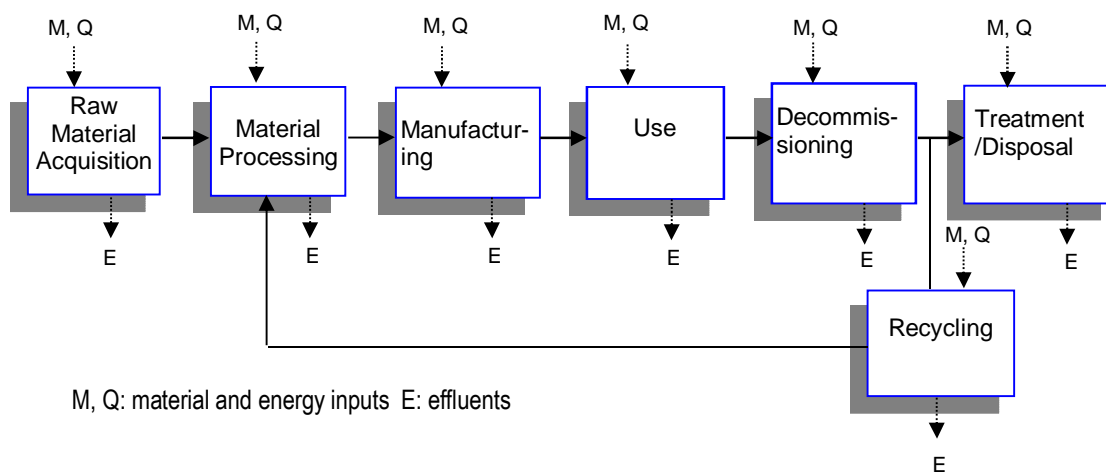 M, Q
M, Q
M, Q
M, Q
M, Q
M, Q
Raw
Material
Acquisition
Material
Processing
Manufactur-
ing
Use
Decommis-
sioning
Treatment
/Disposal
E
E
E
E
E
E
M, Q
Recycling
E
M, Q: material and energy inputs E: effluents